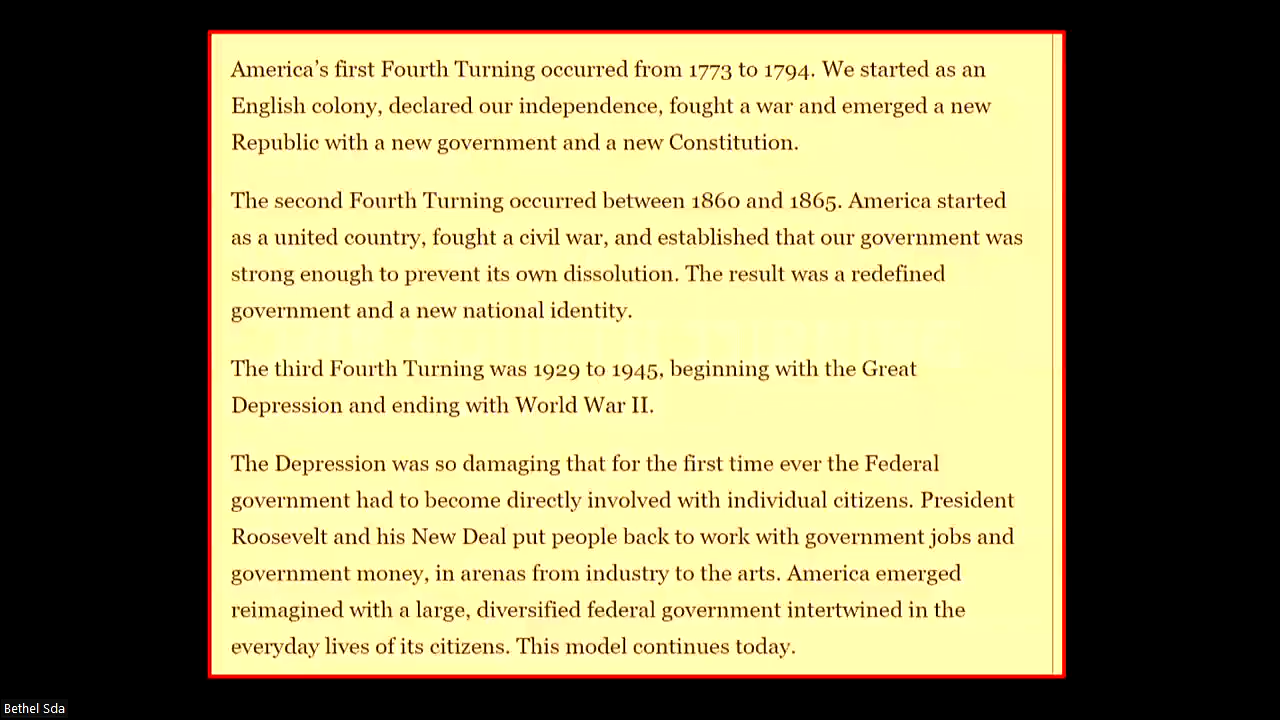 America’s first Fourth Turning occurred from 1773 to 1794. We started as an
English colony, declared our independence, fought a war and emerged a new
Republic with a new government and a new Constitution.
The second Fourth Turning occurred between 1860 and 1865. America started
as a united country, fought a civil war, and established that our government was
strong enough to prevent its own dissolution. The result was a redefined
government and a new national identity.
The third Fourth Turning was 1929 to 1945, beginning with the Great
Depression and ending with World War II.
The Depression was so damaging that for the first time ever the Federal
government had to become directly involved with individual citizens. President
Roosevelt and his New Deal put people back to work with government jobs and
government money, in arenas from industry to the arts. America emerged
reimagined with a large, diversified federal government intertwined in the
everyday lives of its citizens. This model continues today.
Bethel Sda